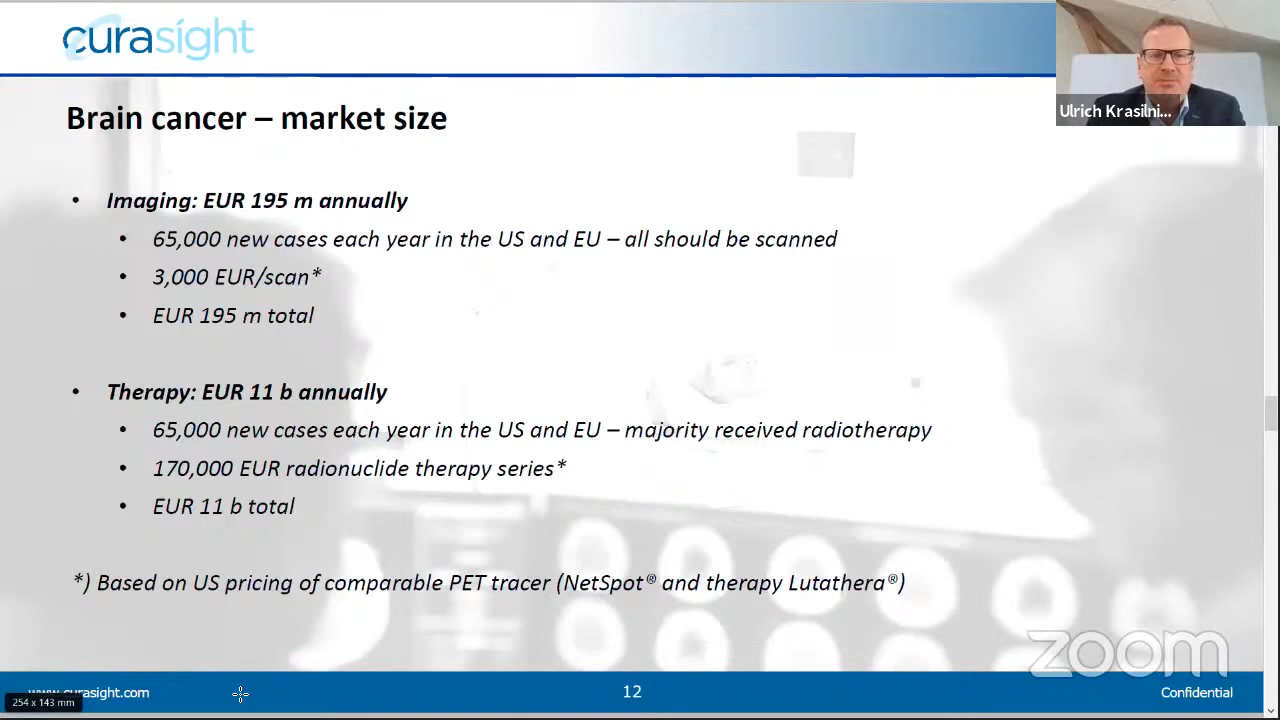 curasight
Ulrich Krasilni...
Brain cancer – market size
• Imaging: EUR 195 m annually
• 65,000 new cases each year in the US and EU – all should be scanned
• 3,000 EUR/scan*
• EUR 195 m total
• Therapy: EUR 11 b annually
• 65,000 new cases each year in the US and EU – majority received radiotherapy
• 170,000 EUR radionuclide therapy series*
• EUR 11 b total
*) Based on US pricing of comparable PET tracer (NetSpot® and therapy Lutathera®)
zoom
www.curasight.com
254 x 143 mm
12
Confidential